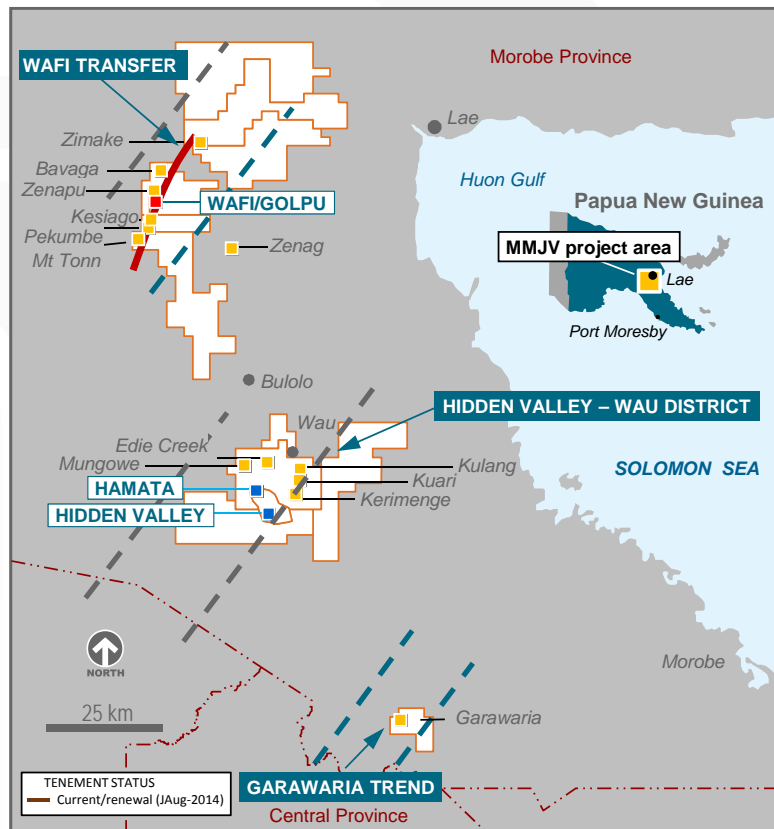 Morobe Province
WAFI TRANSFER
Lae
Zimake
Huon Gulf
Bavaga
Zenapu
WAFI/GOLPU
Papua New Guinea
Kesiago
Pekumbe
Zenag
MMJV project area
Mt Tonn
Lae
Port Moresby
Bulolo
HIDDEN VALLEY – WAU DISTRICT
Wau
Edie Creek
Mungowe
Kulang
SOLOMON SEA
HAMATA
Kuari
Kerimenge
HIDDEN VALLEY
NORTH
Morobe
25 km
Garawaria
TENEMENT STATUS
Current/renewal (JAug-2014)
GARAWARIA TREND
Central Province